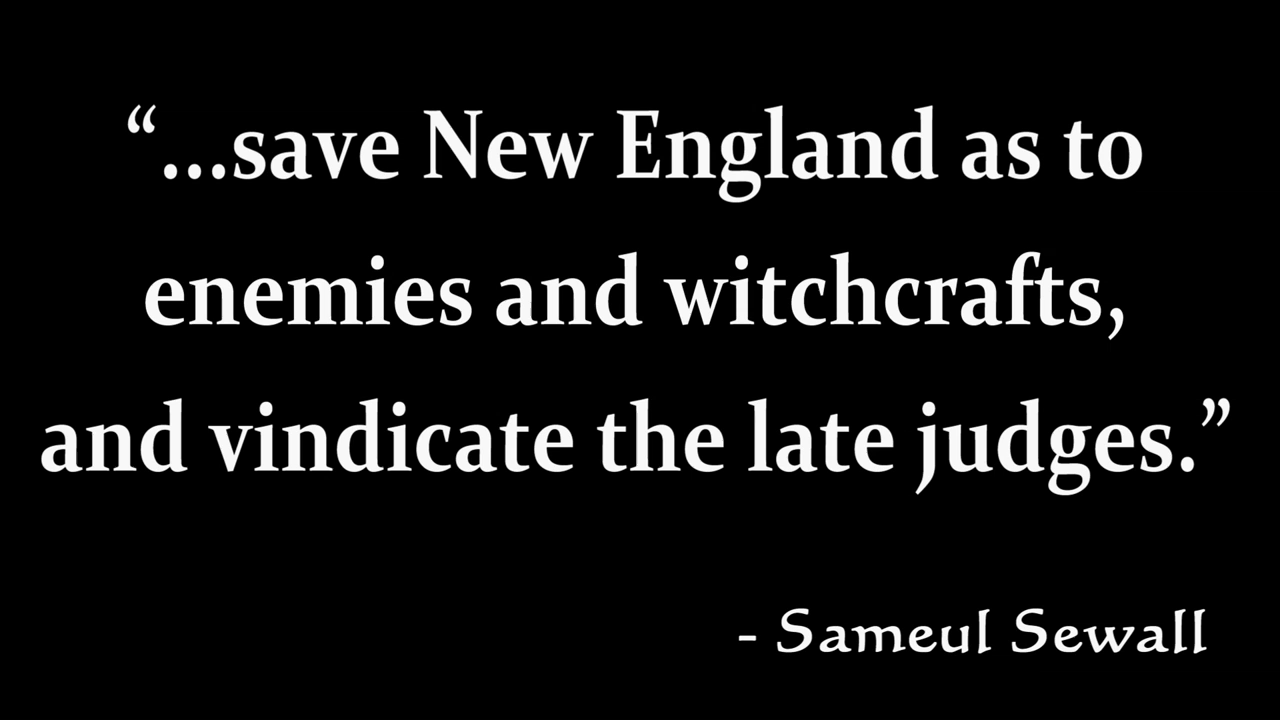 “...save New England as to
enemies and witchcrafts,
and vindicate the late judges.”
- Sameul Sewall